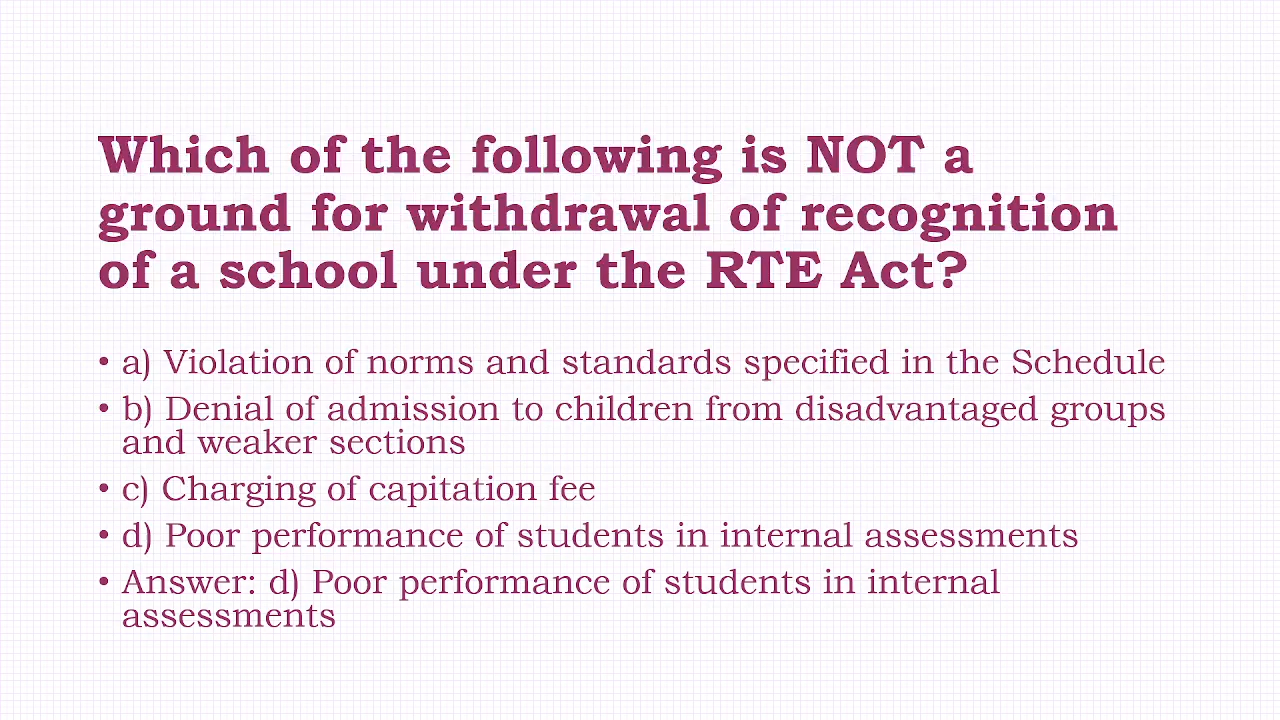 Which of the following is NOT a
ground for withdrawal of recognition
of a school under the RTE Act?
• a) Violation of norms and standards specified in the Schedule
• b) Denial of admission to children from disadvantaged groups
and weaker sections
• c) Charging of capitation fee
• d) Poor performance of students in internal assessments
• Answer: d) Poor performance of students in internal
assessments